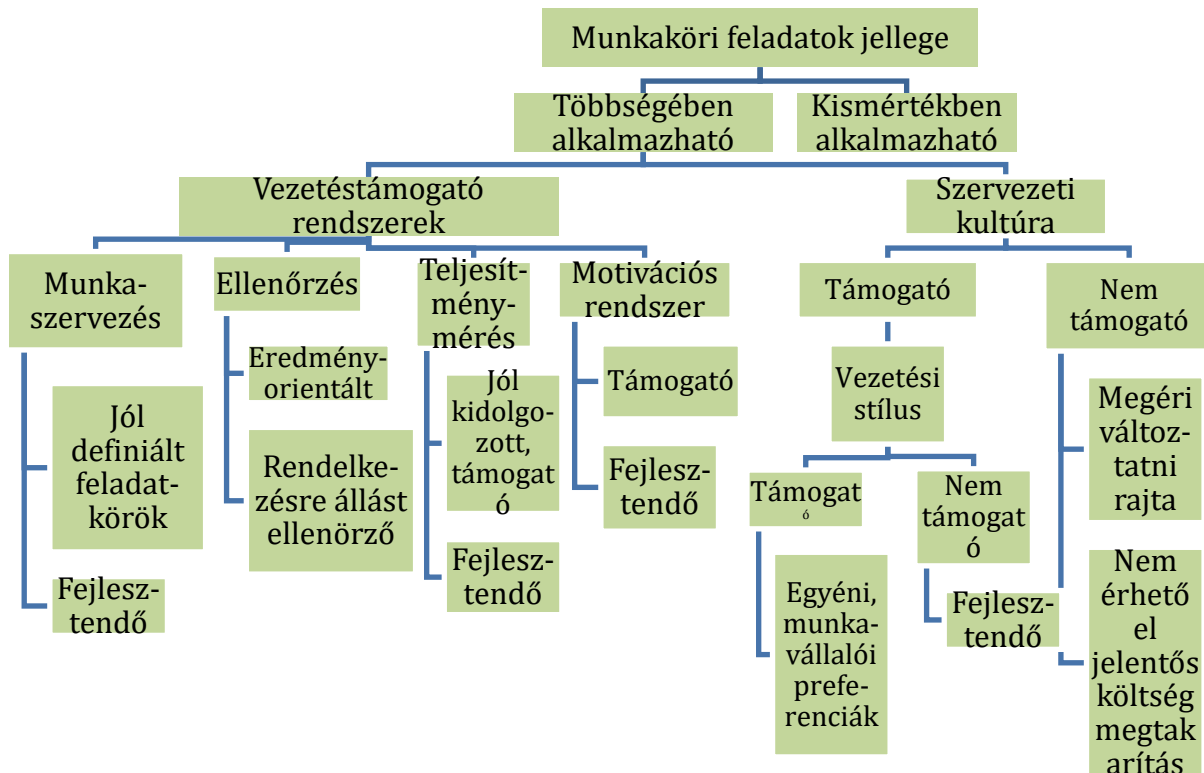 Munkaköri feladatok jellege
Többségében
alkalmazható
Kismértékben
alkalmazható
Vezetéstámogató
rendszerek
Szervezeti
kultúra
Munka-
szervezés
Jól
definiált
feladat-
körök
Fejlesz-
tendő
Ellenőrzés
Eredmény-
orientált
Rendelke-
zésre állást
ellenörző
Teljesít-
mény-
mérés
Jól
kidolgo-
zott,
támogat
ó
Fejlesz-
tendő
Motivációs
rendszer
Támogató
Fejlesz-
tendő
Támogató
Vezetési
stílus
Támogat
ó
Egyéni,
munka-
vállalói
prefe-
renciák
Nem
támogat
ó
Fejlesz-
tendő
Nem
támogató
Megéri
változ-
tatni
rajta
Nem
érhető
el
jelentős
költség
megtak
arítás